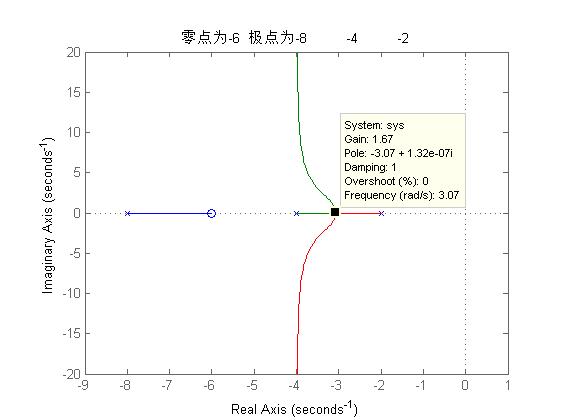 零点为-6 极点为-8 -4 -2
20
15
10
5
0
-5
-10
-15
-20
Imaginary Axis (seconds-1)
System: sys
Gain: 1.67
Pole: -3.07 + 1.32e-07i
Damping: 1
Overshoot (%): 0
Frequency (rad/s): 3.07
-9 -8 -7 -6 -5 -4 -3 -2 -1 0 1
Real Axis (seconds-1)